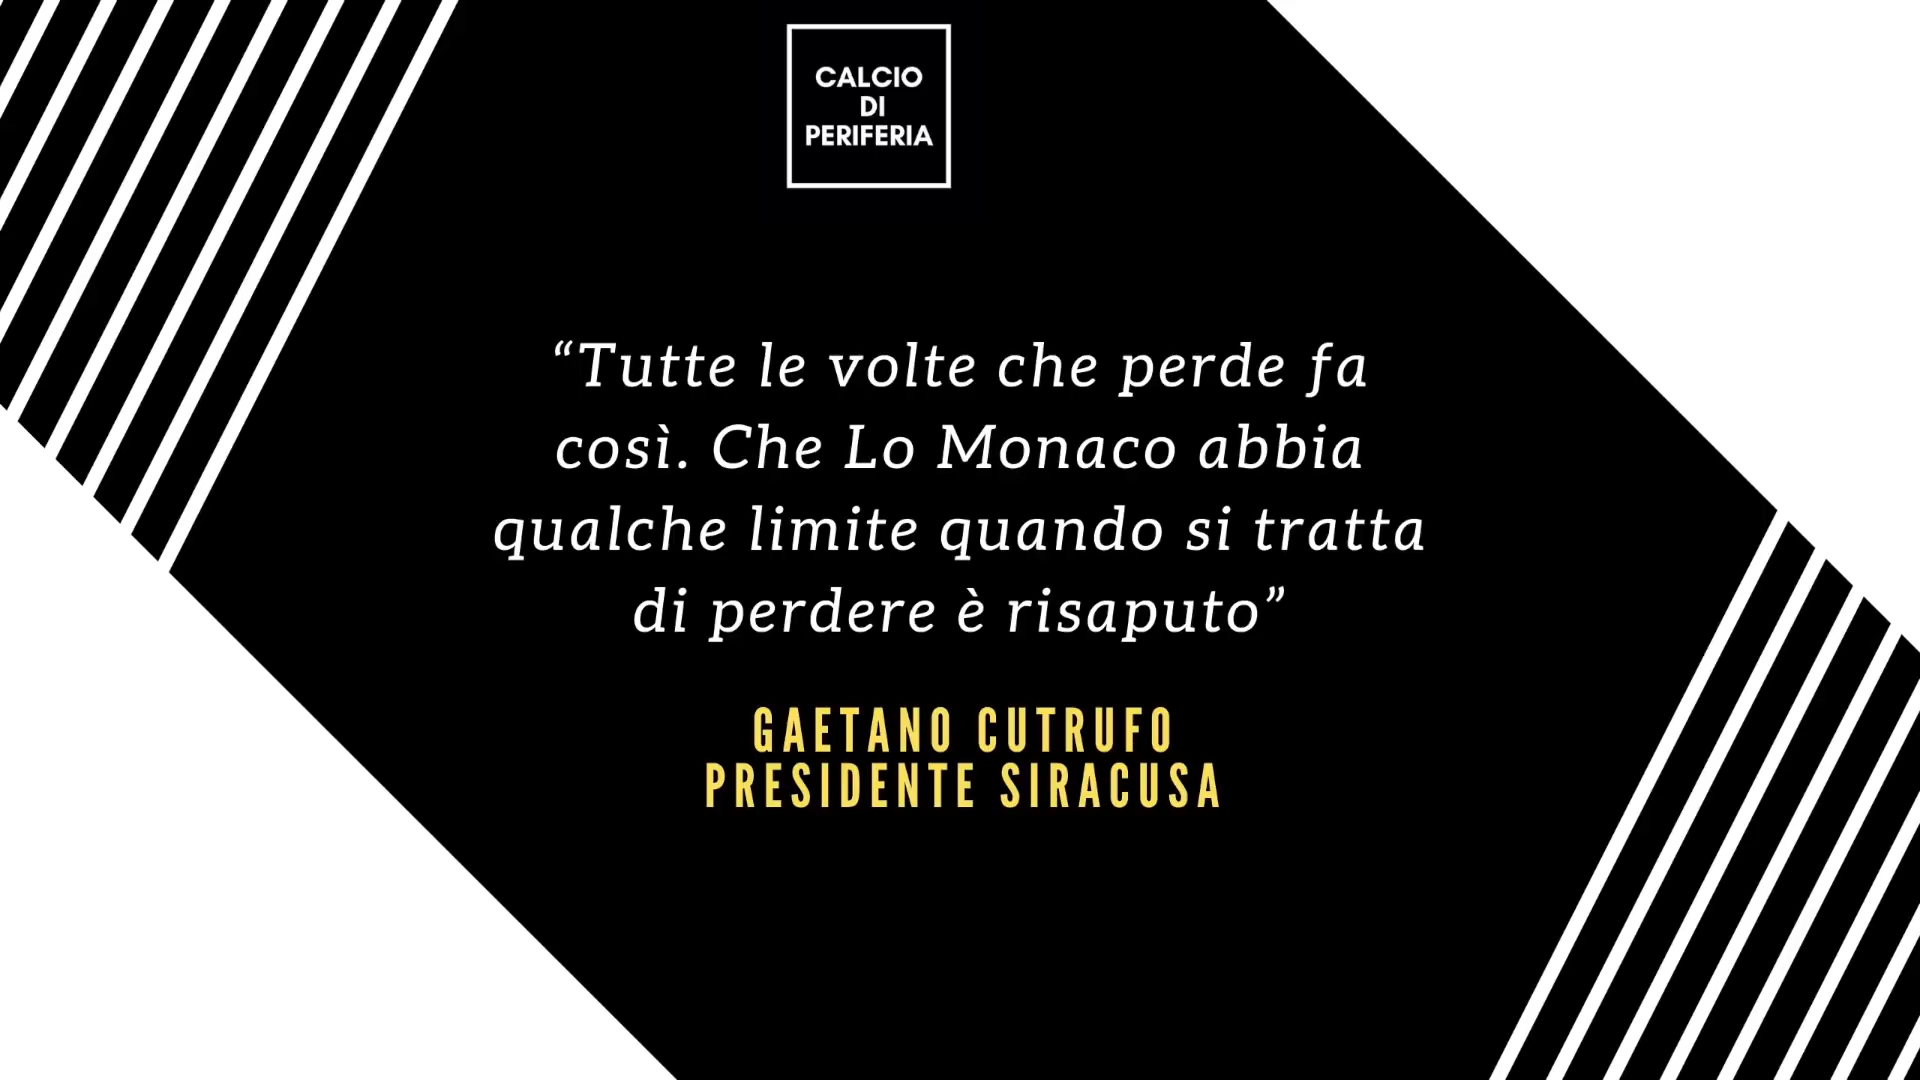 CALCIO
DI
PERIFERIA
“Tutte le volte che perde fa
così. Che Lo Monaco abbia
qualche limite quando si tratta
di perdere è risaputo”
GAETANO CUTRUFO
PRESIDENTE SIRACUSA